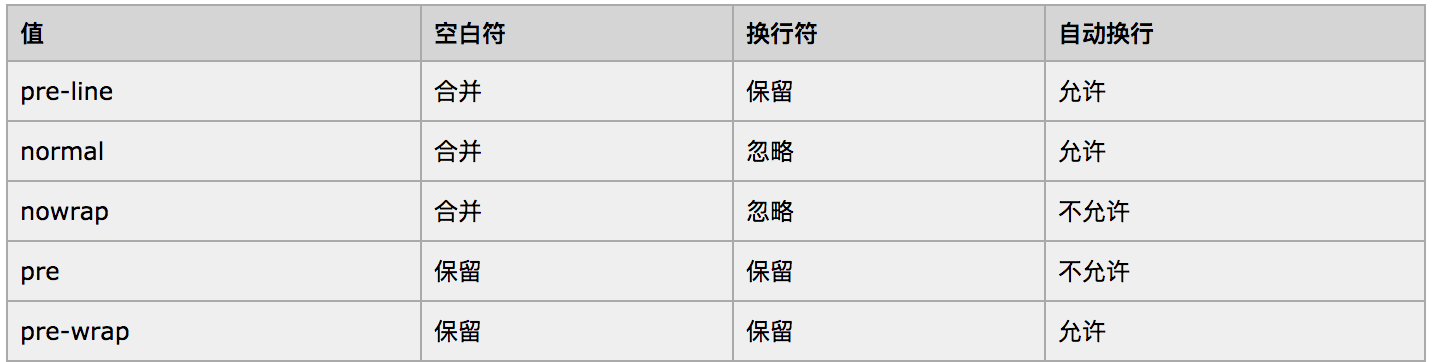 值 空白符 换行符 自动换行
pre-line 合并 保留 允许
normal 合并 忽略 允许
nowrap 合并 忽略 不允许
pre 保留 保留 不允许
pre-wrap 保留 保留 允许